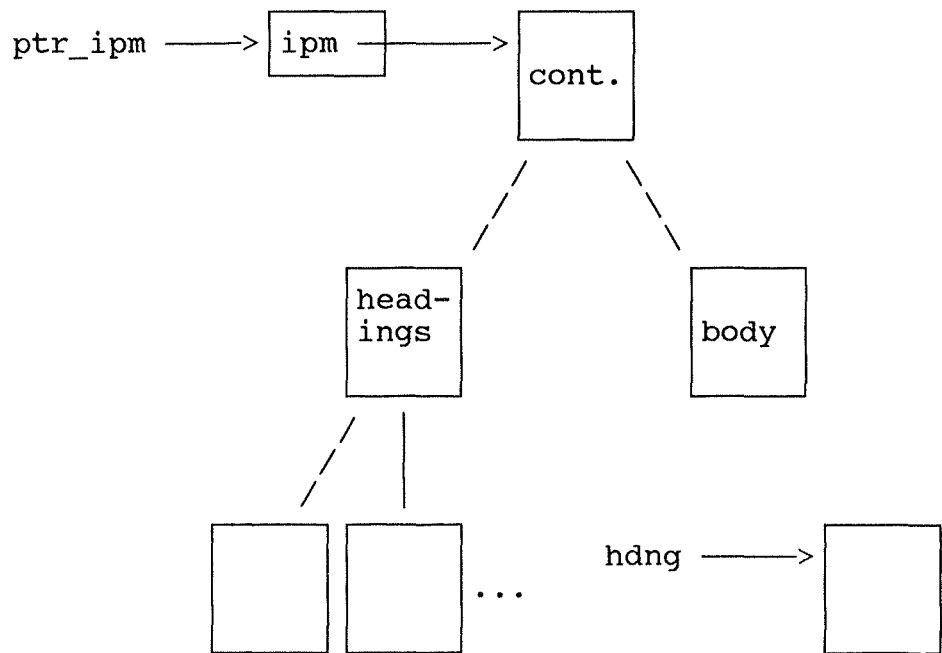 ptr_ipm
ipm
cont.
head-
ings
body
...
hdng